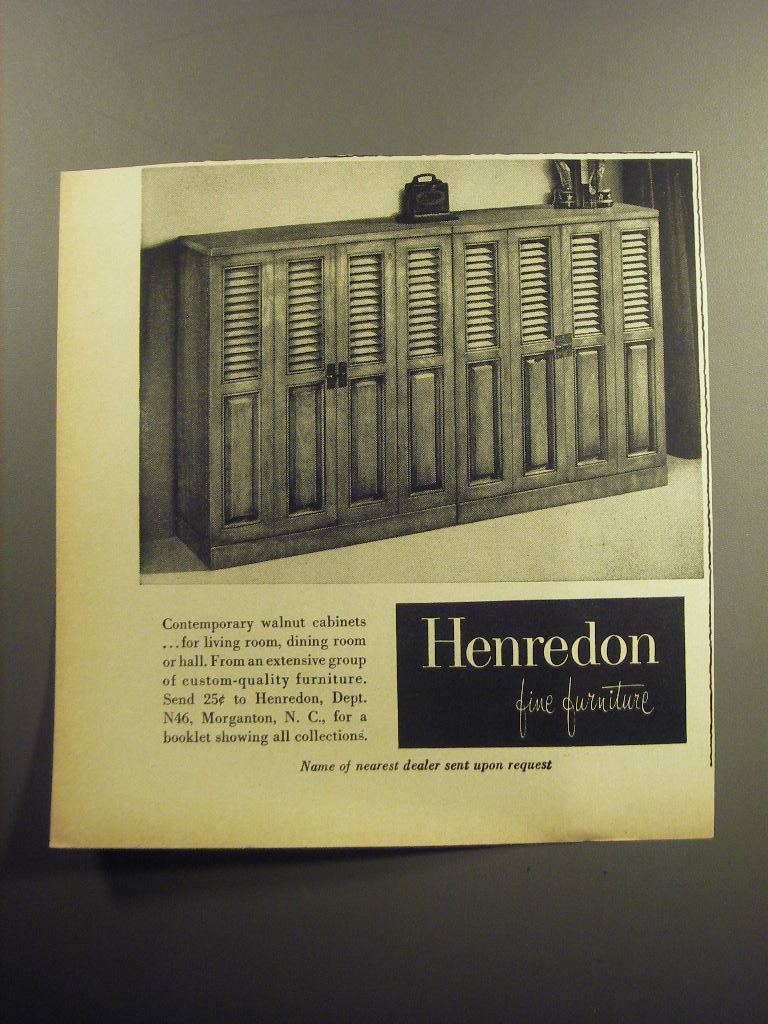 Contemporary walnut cabinets
...for living room, dining room
or hall. From an extensive group
of custom-quality furniture.
Send 25¢ to Henredon, Dept.
N46, Morganton, N. C., for a
booklet showing all collections.
Henredon
fine furniture
Name of nearest dealer sent upon request